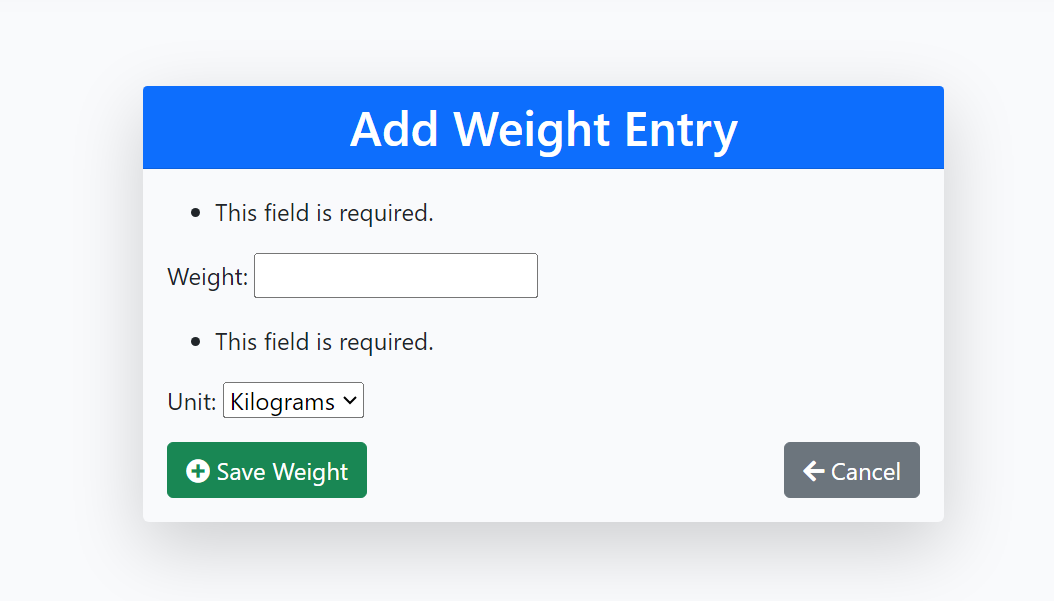 Add Weight Entry
This field is required.
Weight:
This field is required.
Unit: Kilograms
Save Weight Cancel